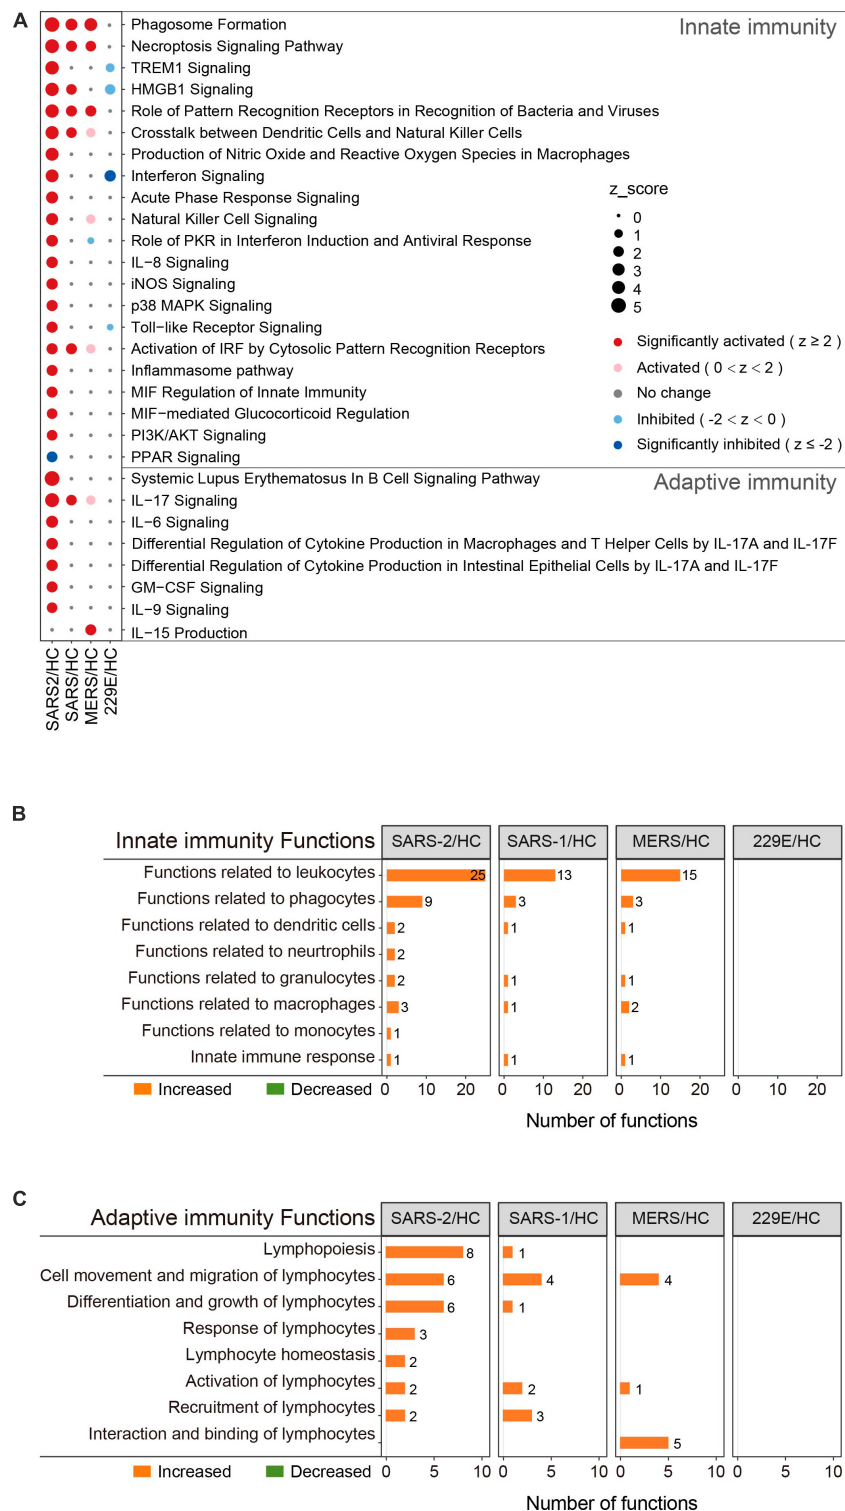 A
Innate immunity
Phagosome Formation
Necroptosis Signaling Pathway
TREM1 Signaling
HMGB1 Signaling
Role of Pattern Recognition Receptors in Recognition of Bacteria and Viruses
Crosstalk between Dendritic Cells and Natural Killer Cells
Production of Nitric Oxide and Reactive Oxygen Species in Macrophages
Interferon Signaling
Acute Phase Response Signaling
Natural Killer Cell Signaling
Role of PKR in Interferon Induction and Antiviral Response
IL−8 Signaling
iNOS Signaling
p38 MAPK Signaling
Toll−like Receptor Signaling
Activation of IRF by Cytosolic Pattern Recognition Receptors
Inflammasome pathway
MIF Regulation of Innate Immunity
MIF−mediated Glucocorticoid Regulation
PI3K/AKT Signaling
PPAR Signaling
z_score
0
1
2
3
4
5
Significantly activated ( z ≥ 2 )
Activated ( 0 < z < 2 )
No change
Inhibited ( -2 < z < 0 )
Significantly inhibited ( z ≤ -2 )
Adaptive immunity
Systemic Lupus Erythematosus In B Cell Signaling Pathway
IL−17 Signaling
IL−6 Signaling
Differential Regulation of Cytokine Production in Macrophages and T Helper Cells by IL-17A and IL-17F
Differential Regulation of Cytokine Production in Intestinal Epithelial Cells by IL-17A and IL-17F
GM−CSF Signaling
IL−9 Signaling
IL−15 Production
SARS2/HC
SARS/HC
MERS/HC
229E/HC
B
Innate immunity Functions SARS-2/HC SARS-1/HC MERS/HC 229E/HC
Functions related to leukocytes 25 13 15
Functions related to phagocytes 9 3 3
Functions related to dendritic cells 2 1 1
Functions related to neurtrophils 2
Functions related to granulocytes 2 1 1
Functions related to macrophages 3 1 2
Functions related to monocytes 1
Innate immune response 1 1 1
Increased Decreased 0 10 20 0 10 20 0 10 20 0 10 20
Number of functions
C
Adaptive immunity Functions SARS-2/HC SARS-1/HC MERS/HC 229E/HC
Lymphopoiesis 8 1
Cell movement and migration of lymphocytes 6 4 4
Differentiation and growth of lymphocytes 6 1
Response of lymphocytes 3
Lymphocyte homeostasis 2
Activation of lymphocytes 2 2 1
Recruitment of lymphocytes 2 3
Interaction and binding of lymphocytes 5
Increased Decreased 0 5 10 0 5 10 0 5 10 0 5 10
Number of functions